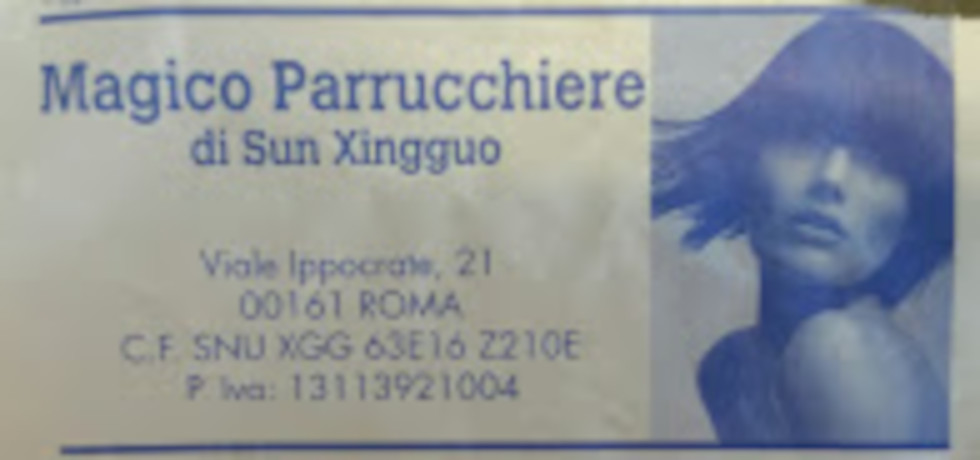 Magico Parrucchiere
di Sun Xingguo
Viale Ippocrate, 21
00161 ROMA
C.F. SNU XGG 63E16 Z210E
P. Iva: 13113921004